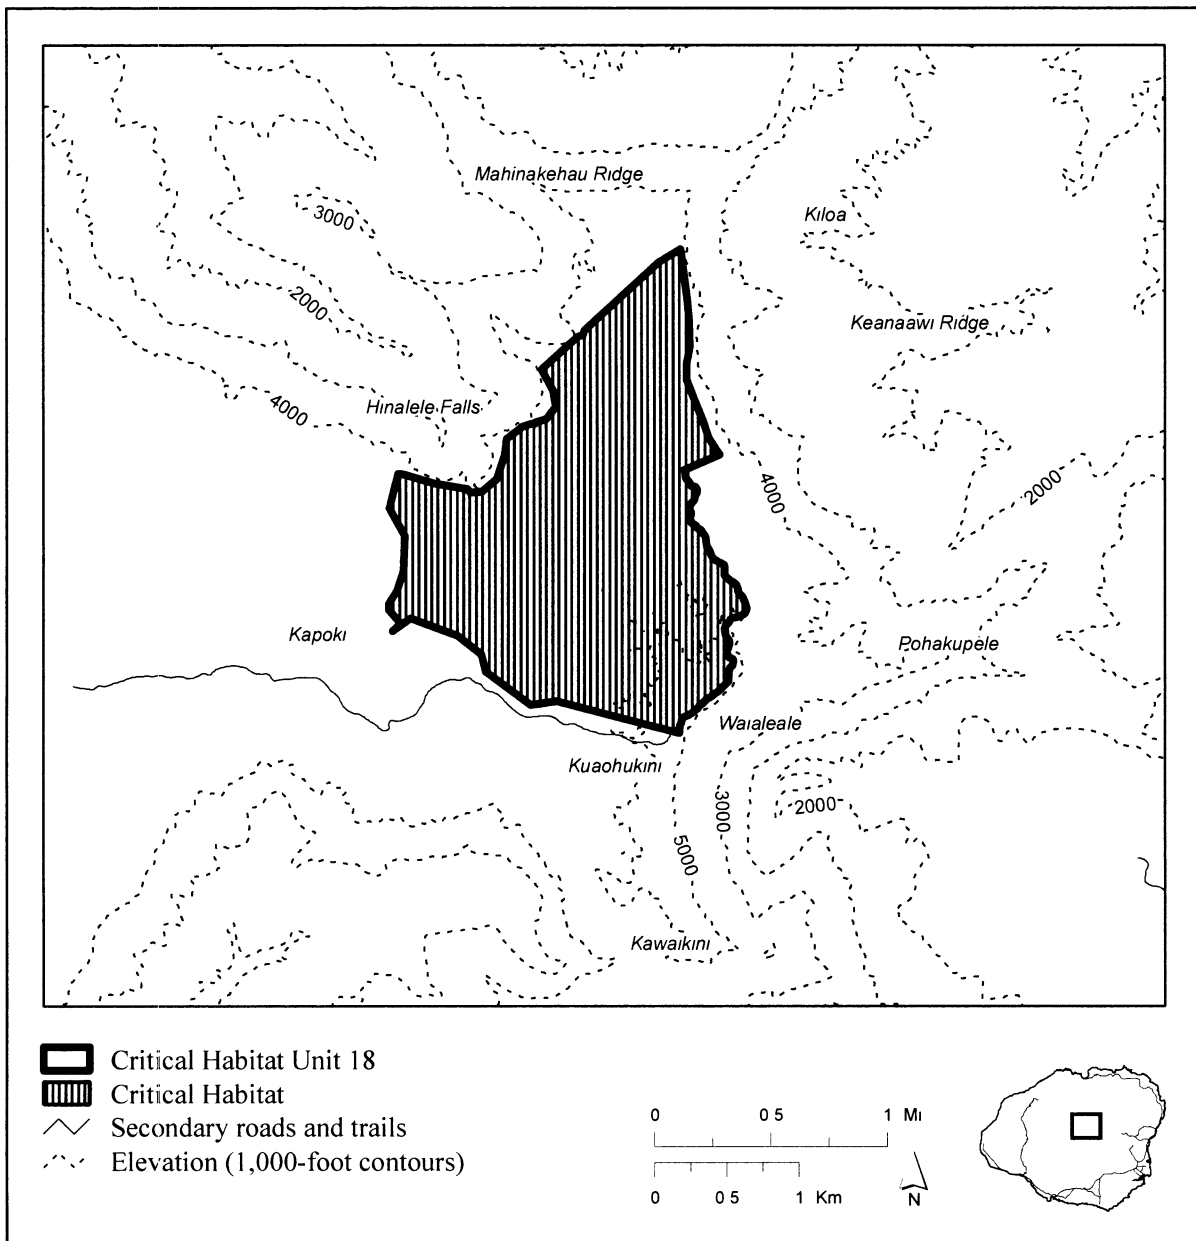 Mahinakehau Ridge
3000
Kiloa
2000
Keanaawi Ridge
4000
Hinalele Falls
4000
2000
Kapoki
Pohakupele
Waialeale
Kuaohukini
3000
2000
5000
Kawaikini
Critical Habitat Unit 18
Critical Habitat
Secondary roads and trails
Elevation (1,000-foot contours)
0 0 5 1 Mi
0 0 5 1 Km
N